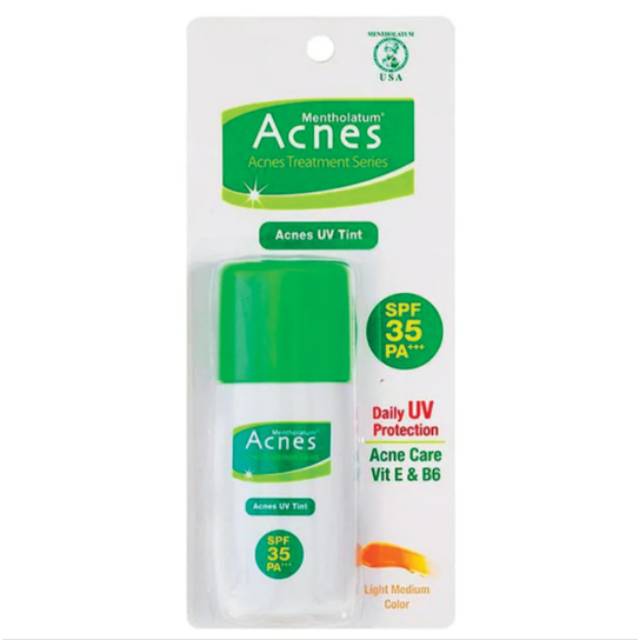 MENTHOLATUM
USA
Mentholatum®
Acnes
Acnes Treatment Series
Acnes UV Tint
SPF
35
PA+++
Daily UV
Protection
Acne Care
Vit E & B6
Mentholatum®
Acnes
Acnes UV Tint
SPF
35
PA+++
Light Medium
Color